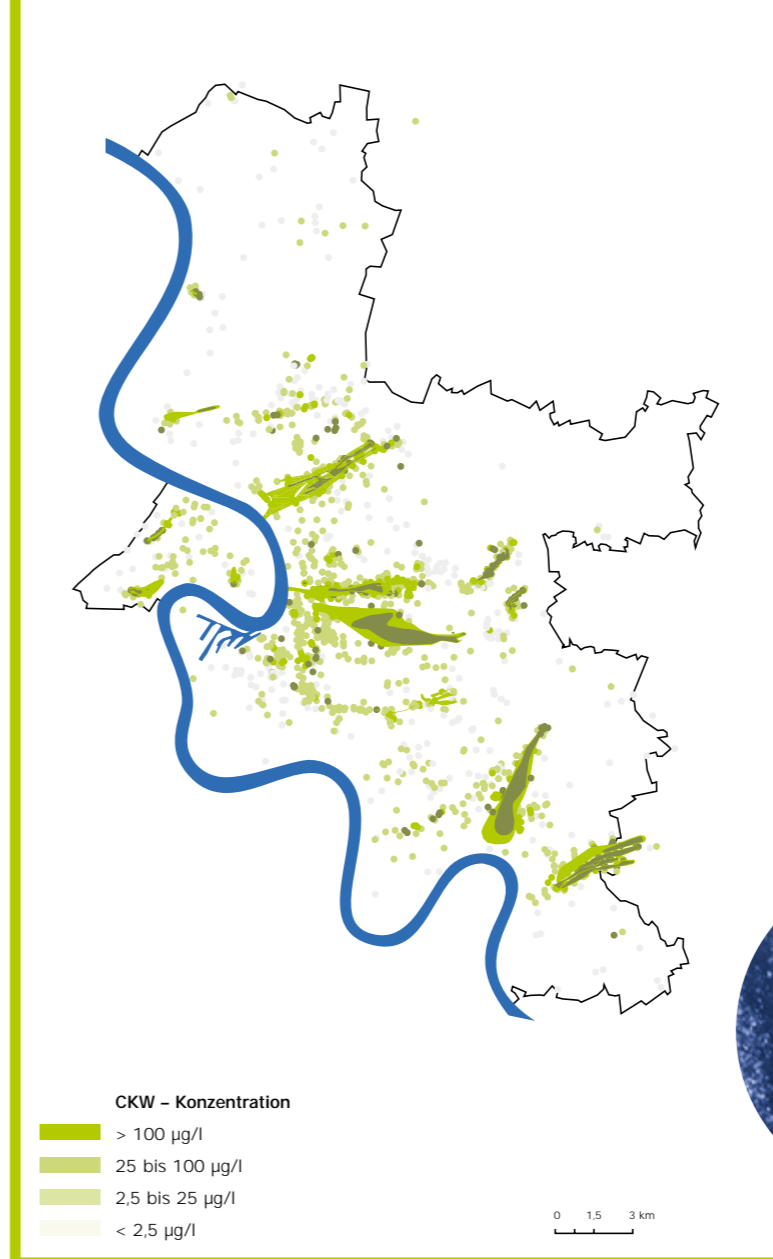 CKW – Konzentration
> 100 µg/l
25 bis 100 µg/l
2,5 bis 25 µg/l
< 2,5 µg/l
0 1,5 3 km